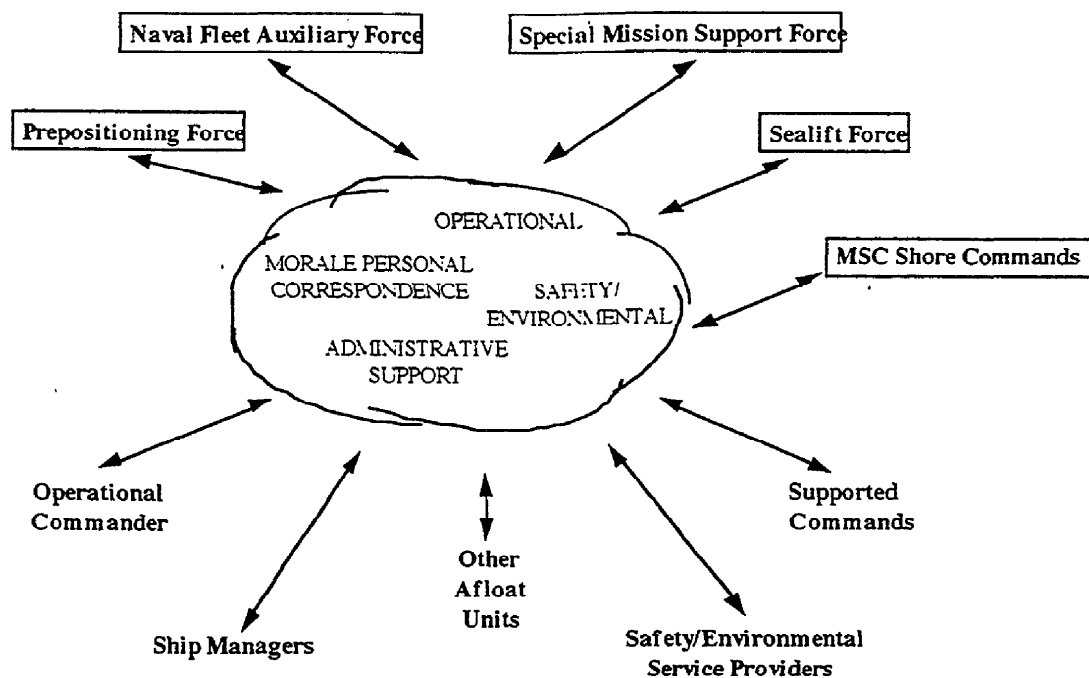 Naval Fleet Auxiliary Force
Special Mission Support Force
Prepositioning Force
Sealift Force
OPERATIONAL
MORALE PERSONAL
CORRESPONDENCE
MSC Shore Commands
SAFETY/
ENVIRONMENTAL
ADMINISTRATIVE
SUPPORT
Operational
Commander
Supported
Commands
Other
Afloat
Units
Ship Managers
Safety/Environmental
Service Providers